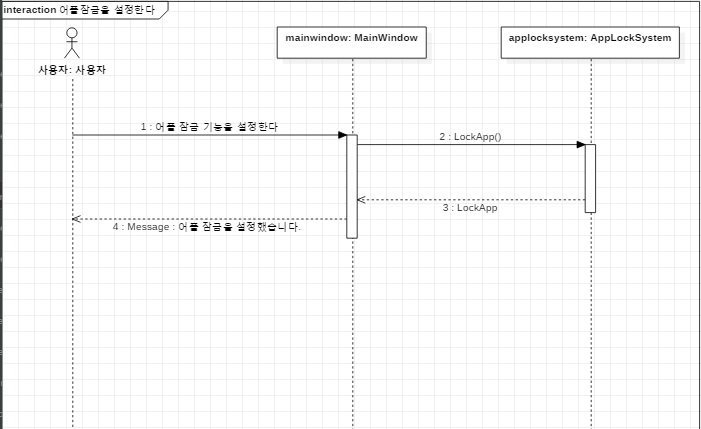 interaction 어플잠금을 설정한다
mainwindow: MainWindow
applocksystem: AppLockSystem
사용자: 사용자
1 : 어플 잠금 기능을 설정한다
2 : LockApp()
3 : LockApp
4 : Message : 어플 잠금을 설정했습니다.